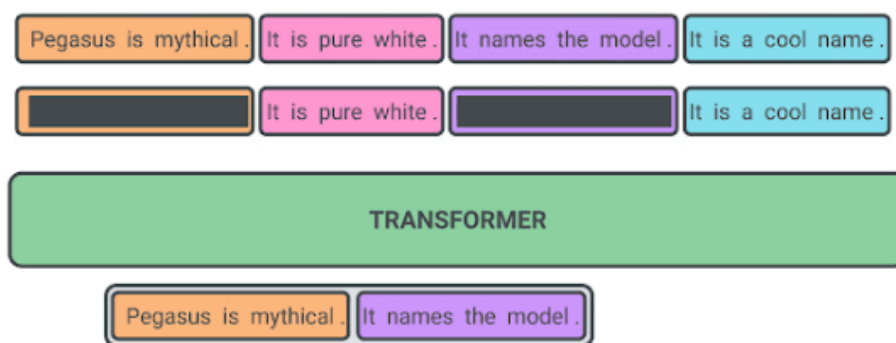 Pegasus is mythical . It is pure white . It names the model . It is a cool name .
It is pure white . It is a cool name .
TRANSFORMER
Pegasus is mythical . It names the model .